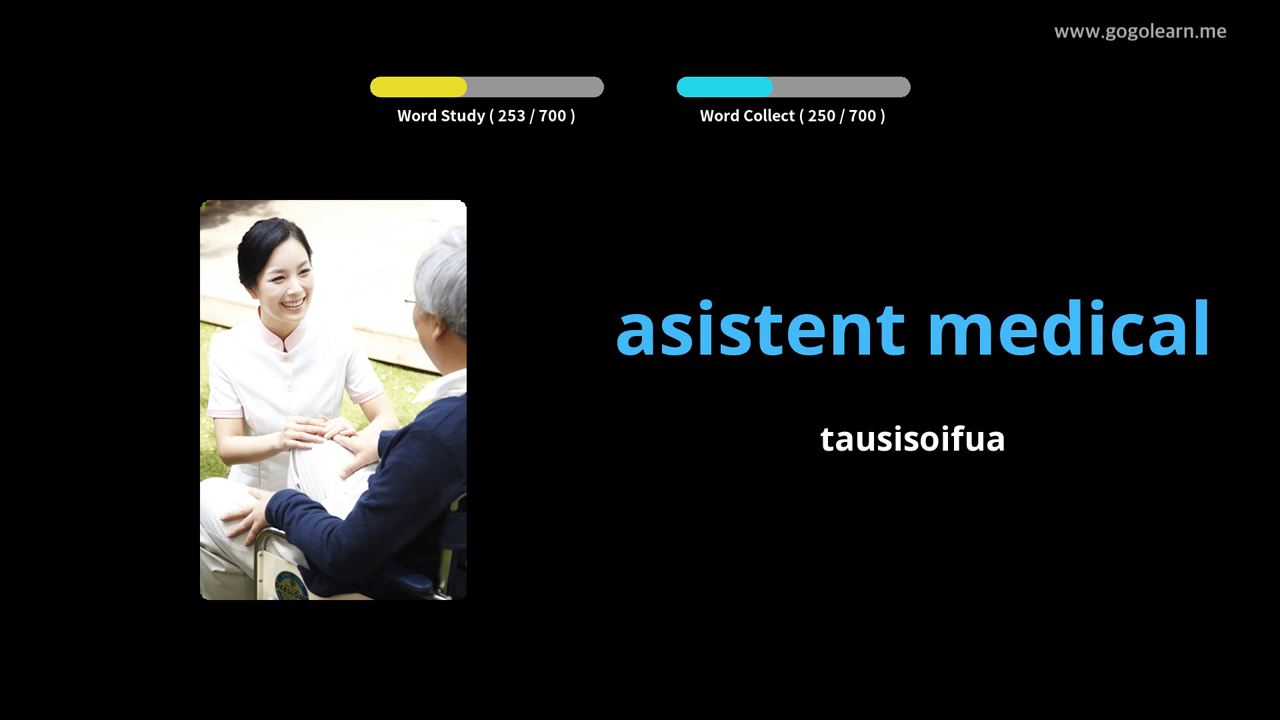 www.gogolearn.me
Word Study ( 253 / 700 )
Word Collect ( 250 / 700 )
asistent medical
tausisoifua